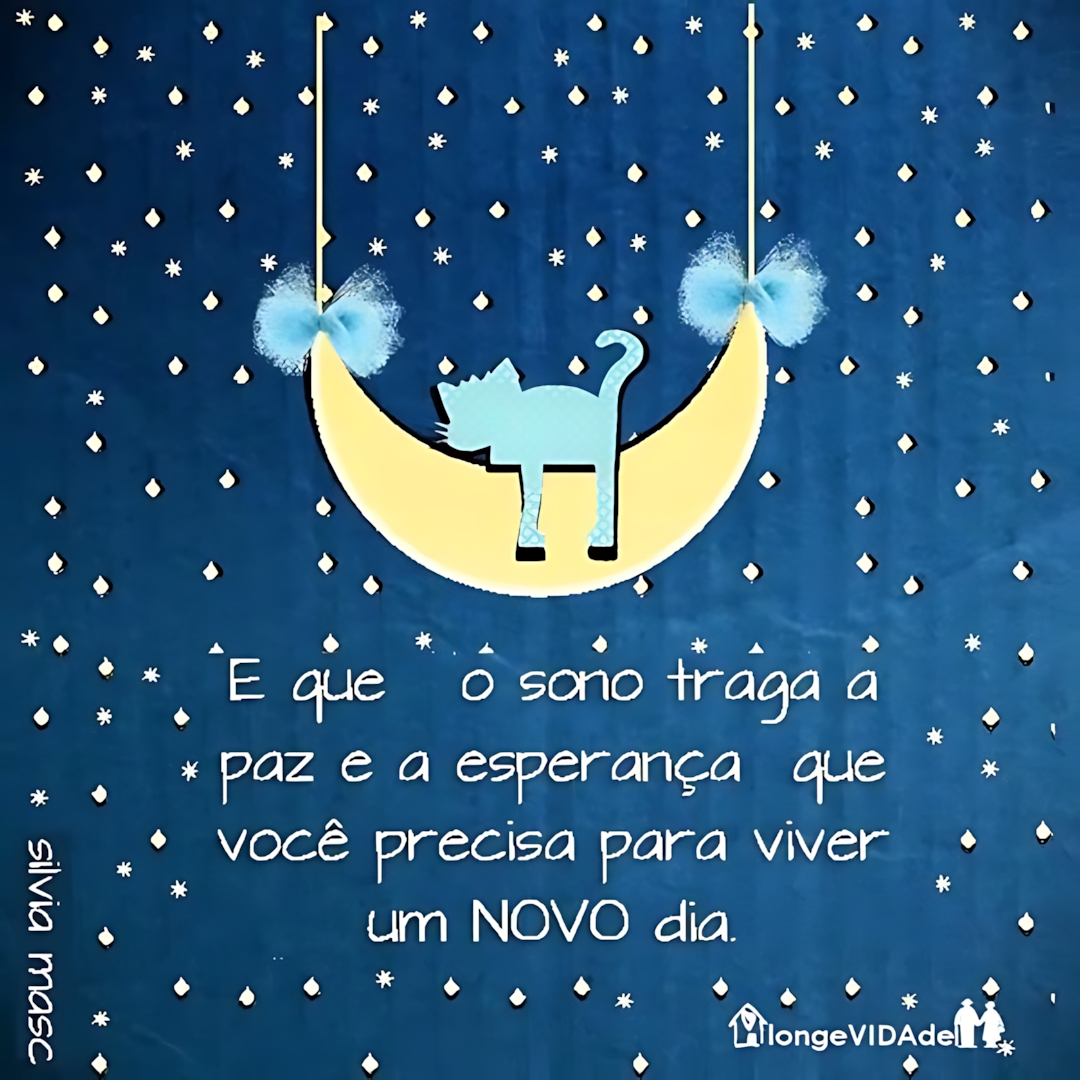 E que o sono traga a
paz e a esperança que
você precisa para viver
um NOVO dia.
silvia masc
longeVIDAde